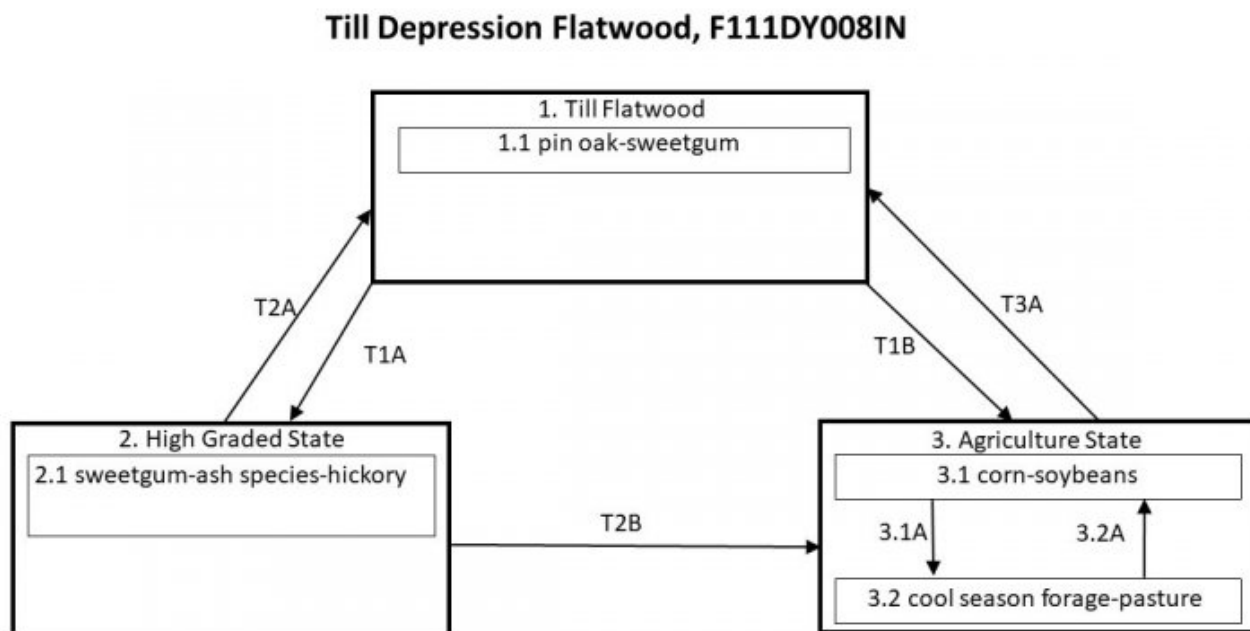 Till Depression Flatwood, F111DY008IN
1. Till Flatwood
1.1 pin oak-sweetgum
T2A
T1A
T1B
T3A
2. High Graded State
2.1 sweetgum-ash species-hickory
T2B
3. Agriculture State
3.1 corn-soybeans
3.1A
3.2A
3.2 cool season forage-pasture